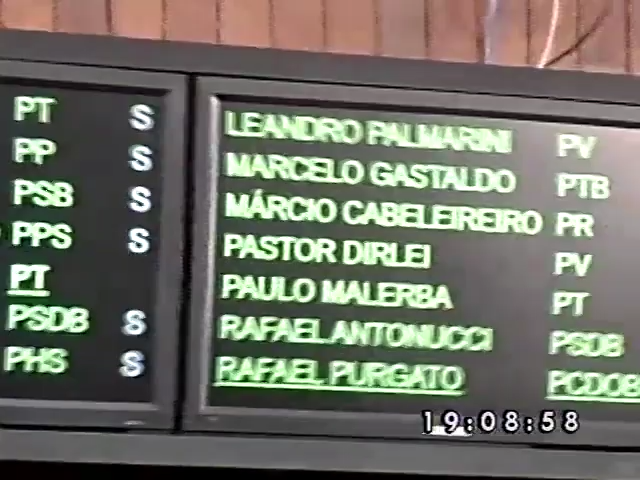 PT S
PP S
PSB S
PPS S
PT
PSDB S
PHS S
LEANDRO PALMARINI PV
MARCELO GASTALDO PTB
MÁRCIO CABELEIREIRO PR
PASTOR DIRLEI PV
PAULO MALERBA PT
RAFAEL ANTONUCCI PSDB
RAFAEL PURGATO PCDOB
19:08:58